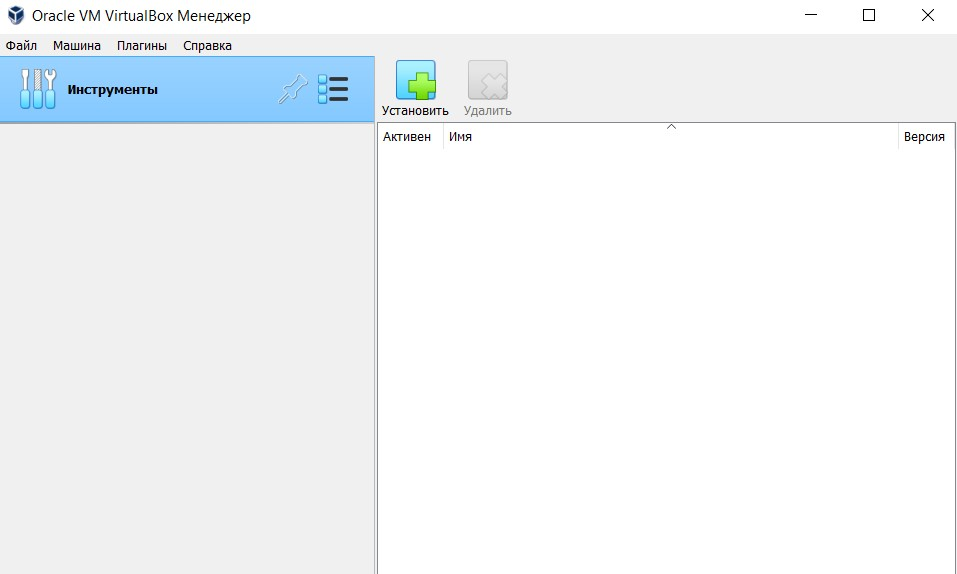 Oracle VM VirtualBox Менеджер
Файл Машина Плагины Справка
Инструменты
Установить Удалить
Активен Имя Версия